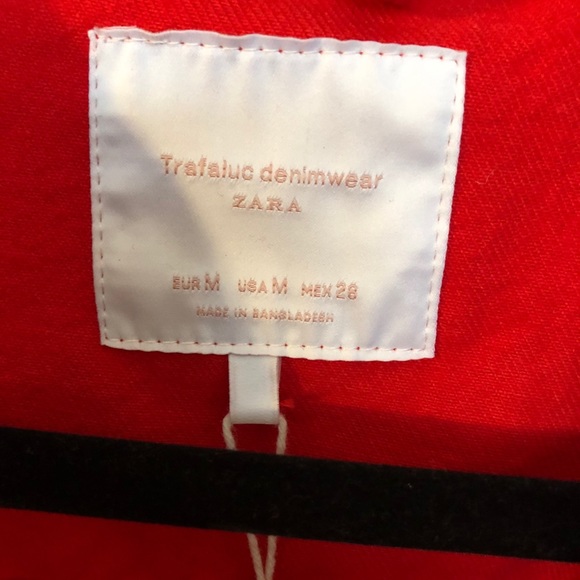 Trafaluc denimwear
ZARA
EUR M USA M MEX 28
MADE IN BANGLADESH